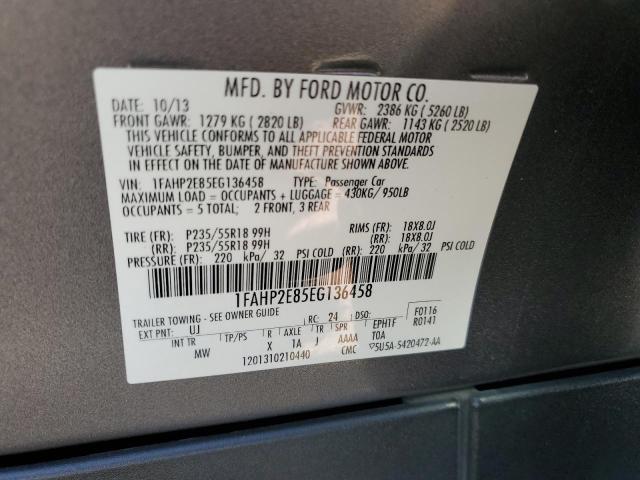 MFD. BY FORD MOTOR CO.
DATE: 10/13 GVWR: 2386 KG ( 5260 LB)
FRONT GAWR: 1279 KG ( 2820 LB) REAR GAWR: 1143 KG ( 2520 LB)
THIS VEHICLE CONFORMS TO ALL APPLICABLE FEDERAL MOTOR
VEHICLE SAFETY, BUMPER, AND THEFT PREVENTION STANDARDS
IN EFFECT ON THE DATE OF MANUFACTURE SHOWN ABOVE.
VIN: 1FAHP2E85EG136458 TYPE: Passenger Car
MAXIMUM LOAD = OCCUPANTS + LUGGAGE = 430KG/ 950LB
OCCUPANTS = 5 TOTAL; 2 FRONT, 3 REAR
TIRE (FR): P235/55R18 99H RIMS (FR): 18X8.0J
(RR): P235/55R18 99H (RR): 18X8.0J
PRESSURE (FR): 220 kPa/ 32 PSI COLD (RR): 220 kPa/ 32 PSI COLD
1FAHP2E85EG136458
TRAILER TOWING - SEE OWNER GUIDE RC: 24 DSO: F0116
EXT PNT: UJ R0141
INT TR TP/PS R AXLE TR SPR EPH1F
MW X 1A J AAAA T0A
1201310210440 CMC ▽5U5A-5420472-AA